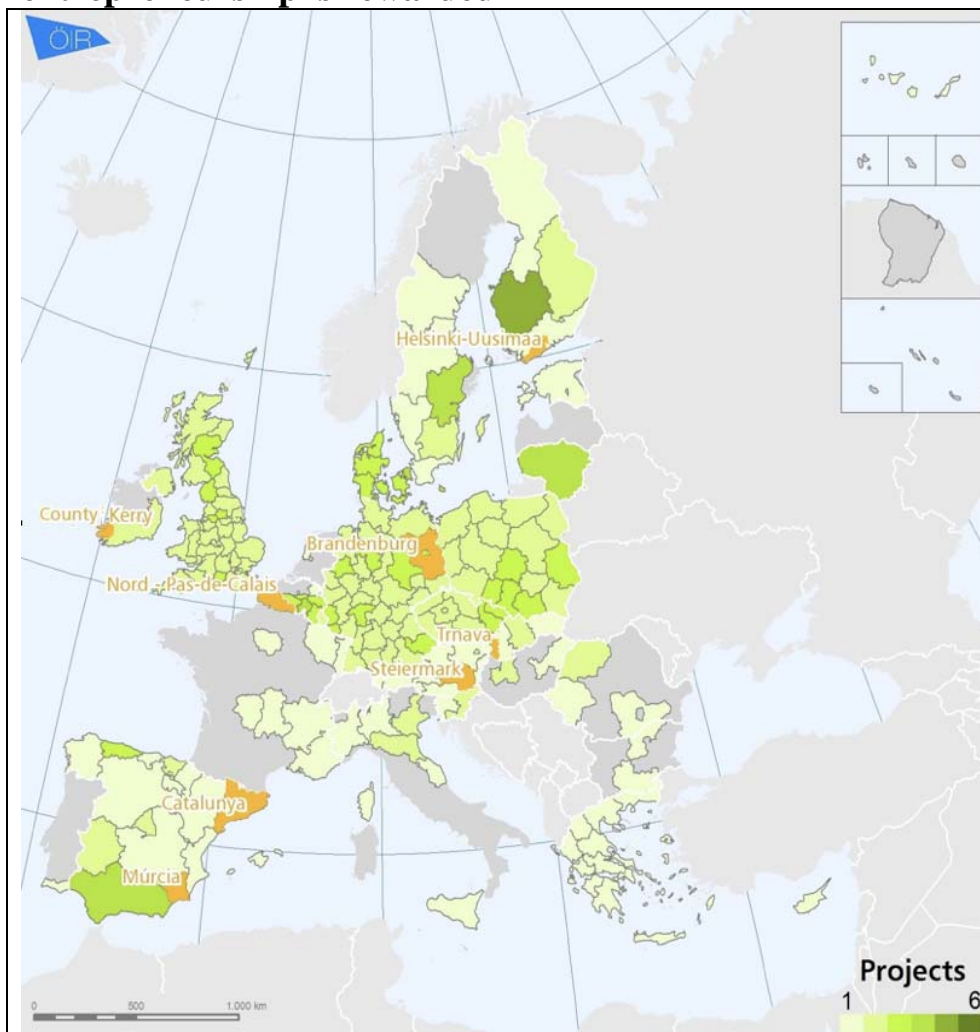 ÖIR
Helsinki-Uusimaa
County Kerry
Brandenburg
Nord - Pas-de-Calais
Trnava
Steiermark
Catalunya
Múrcia
Projects
1 6
0 500 1.000 km